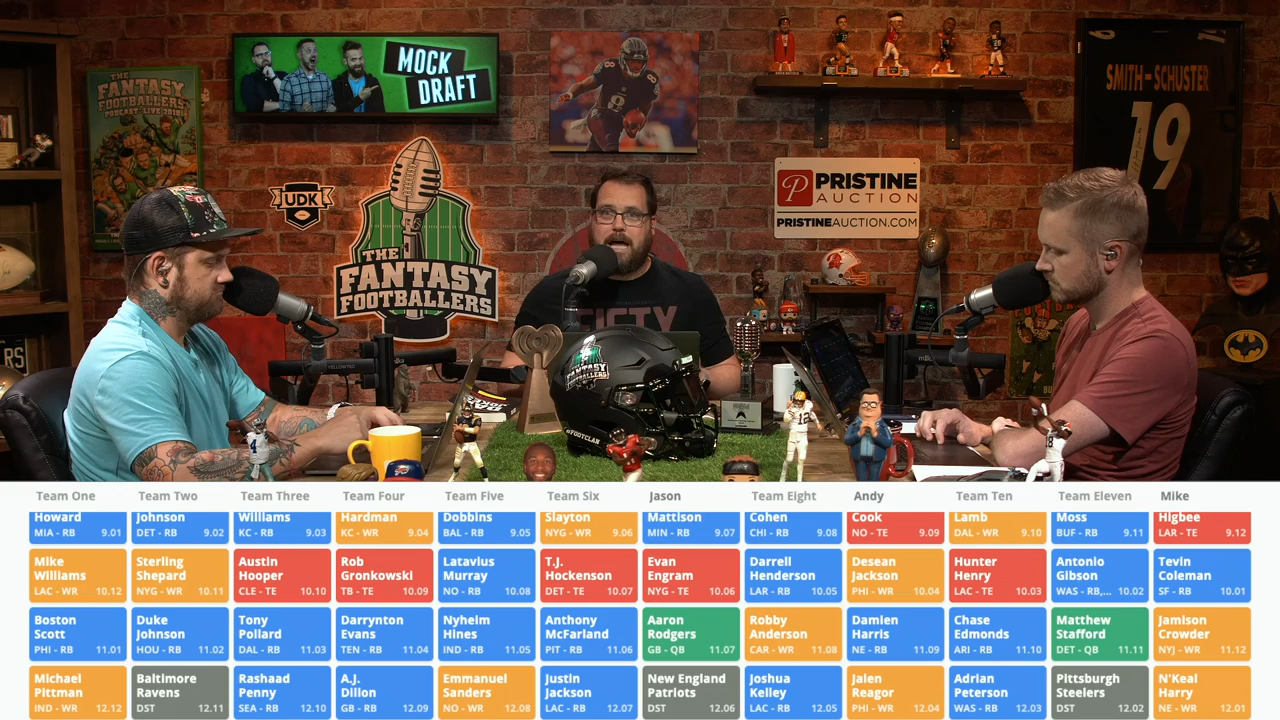 THE
FANTASY
FOOTBALLERS
PODCAST LIVE 2018
MOCK
DRAFT
8
SMITH-SCHUSTER
19
UDK
P PRISTINE
AUCTION
PRISTINEAUCTION.COM
THE
FANTASY
FOOTBALLERS
FANTASY
FOOTBALLERS
#FOOTCLAN
RS
4
12
Team One Team Two Team Three Team Four Team Five Team Six Jason Team Eight Andy Team Ten Team Eleven Mike
Howard Johnson Williams Hardman Dobbins Slayton Mattison Cohen Cook Lamb Moss Higbee
MIA - RB 9.01 DET - RB 9.02 KC - RB 9.03 KC - WR 9.04 BAL - RB 9.05 NYG - WR 9.06 MIN - RB 9.07 CHI - RB 9.08 NO - TE 9.09 DAL - WR 9.10 BUF - RB 9.11 LAR - TE 9.12
Mike Sterling Austin Rob Latavius T.J. Evan Darrell Desean Hunter Antonio Tevin
Williams Shepard Hooper Gronkowski Murray Hockenson Engram Henderson Jackson Henry Gibson Coleman
LAC - WR 10.12 NYG - WR 10.11 CLE - TE 10.10 TB - TE 10.09 NO - RB 10.08 DET - TE 10.07 NYG - TE 10.06 LAR - RB 10.05 PHI - WR 10.04 LAC - TE 10.03 WAS - RB,... 10.02 SF - RB 10.01
Boston Duke Tony Darrynton Nyheim Anthony Aaron Robby Damien Chase Matthew Jamison
Scott Johnson Pollard Evans Hines McFarland Rodgers Anderson Harris Edmonds Stafford Crowder
PHI - RB 11.01 HOU - RB 11.02 DAL - RB 11.03 TEN - RB 11.04 IND - RB 11.05 PIT - RB 11.06 GB - QB 11.07 CAR - WR 11.08 NE - RB 11.09 ARI - RB 11.10 DET - QB 11.11 NYJ - WR 11.12
Michael Baltimore Rashaad A.J. Emmanuel Justin New England Joshua Jalen Adrian Pittsburgh N'Keal
Pittman Ravens Penny Dillon Sanders Jackson Patriots Kelley Reagor Peterson Steelers Harry
IND - WR 12.12 DST 12.11 SEA - RB 12.10 GB - RB 12.09 NO - WR 12.08 LAC - RB 12.07 DST 12.06 LAC - RB 12.05 PHI - WR 12.04 WAS - RB 12.03 DST 12.02 NE - WR 12.01